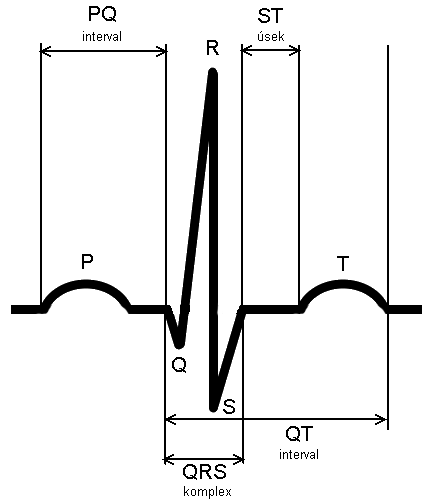 PQ
interval
ST
úsek
R
P
T
Q
S
QT
interval
QRS
komplex